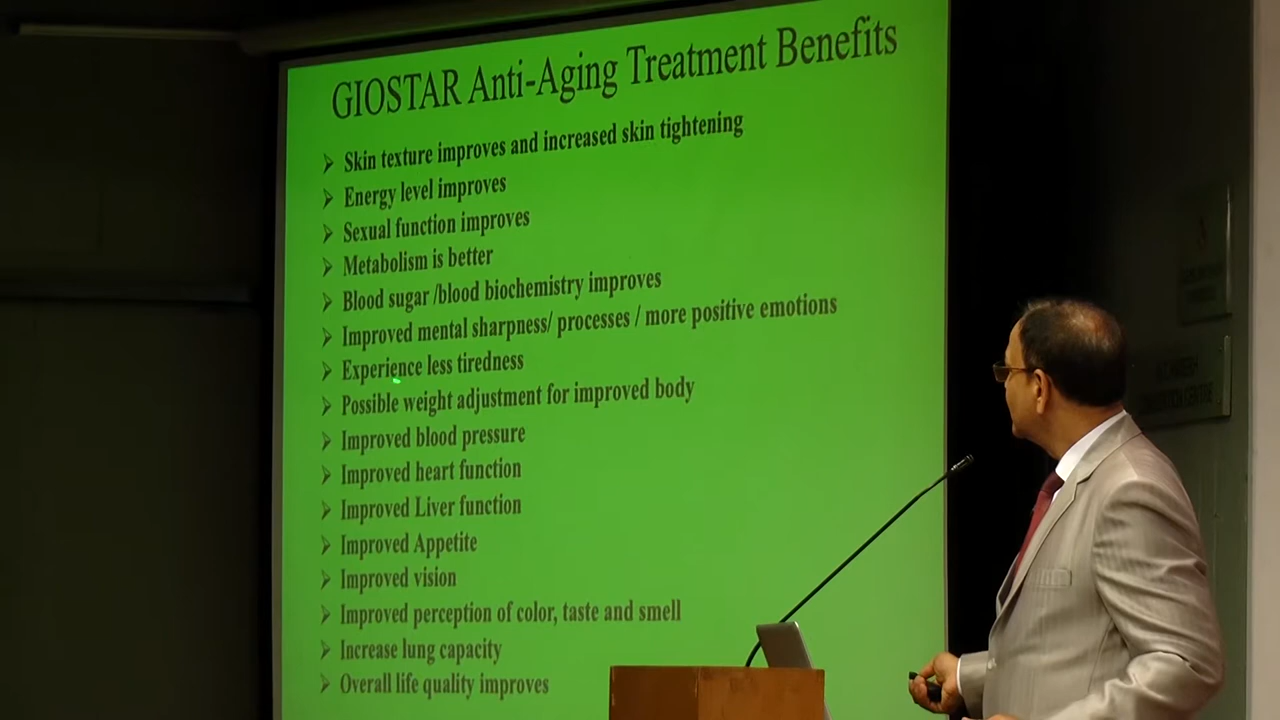 GIOSTAR Anti-Aging Treatment Benefits
➢ Skin texture improves and increased skin tightening
➢ Energy level improves
➢ Sexual function improves
➢ Metabolism is better
➢ Blood sugar /blood biochemistry improves
➢ Improved mental sharpness/ processes / more positive emotions
➢ Experience less tiredness
➢ Possible weight adjustment for improved body
➢ Improved blood pressure
➢ Improved heart function
➢ Improved Liver function
➢ Improved Appetite
➢ Improved vision
➢ Improved perception of color, taste and smell
➢ Increase lung capacity
➢ Overall life quality improves